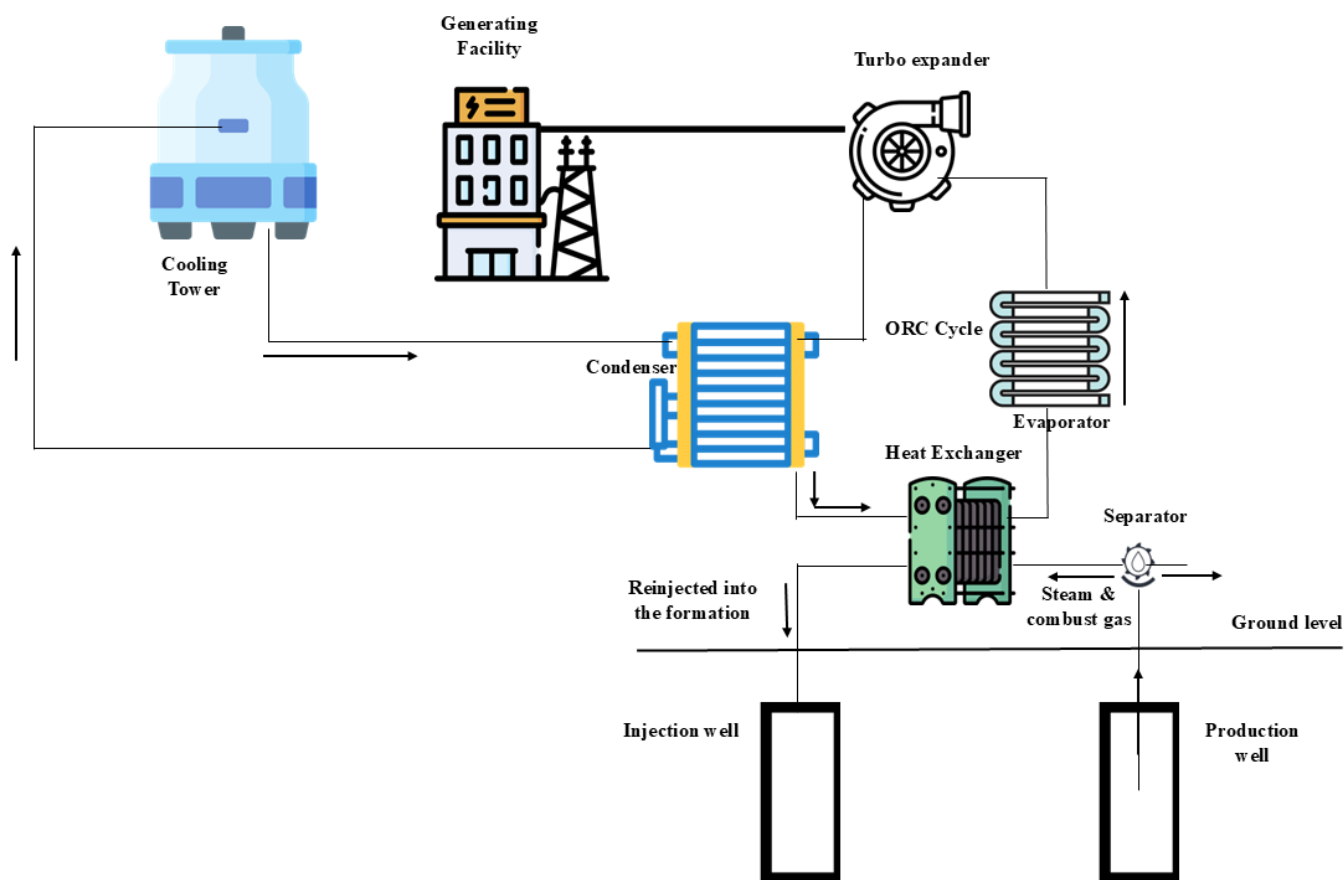 Generating
Facility
Turbo expander
Cooling
Tower
ORC Cycle
Condenser
Evaporator
Heat Exchanger
Separator
Reinjected into
the formation
Steam &
combust gas
Ground level
Injection well
Production
well